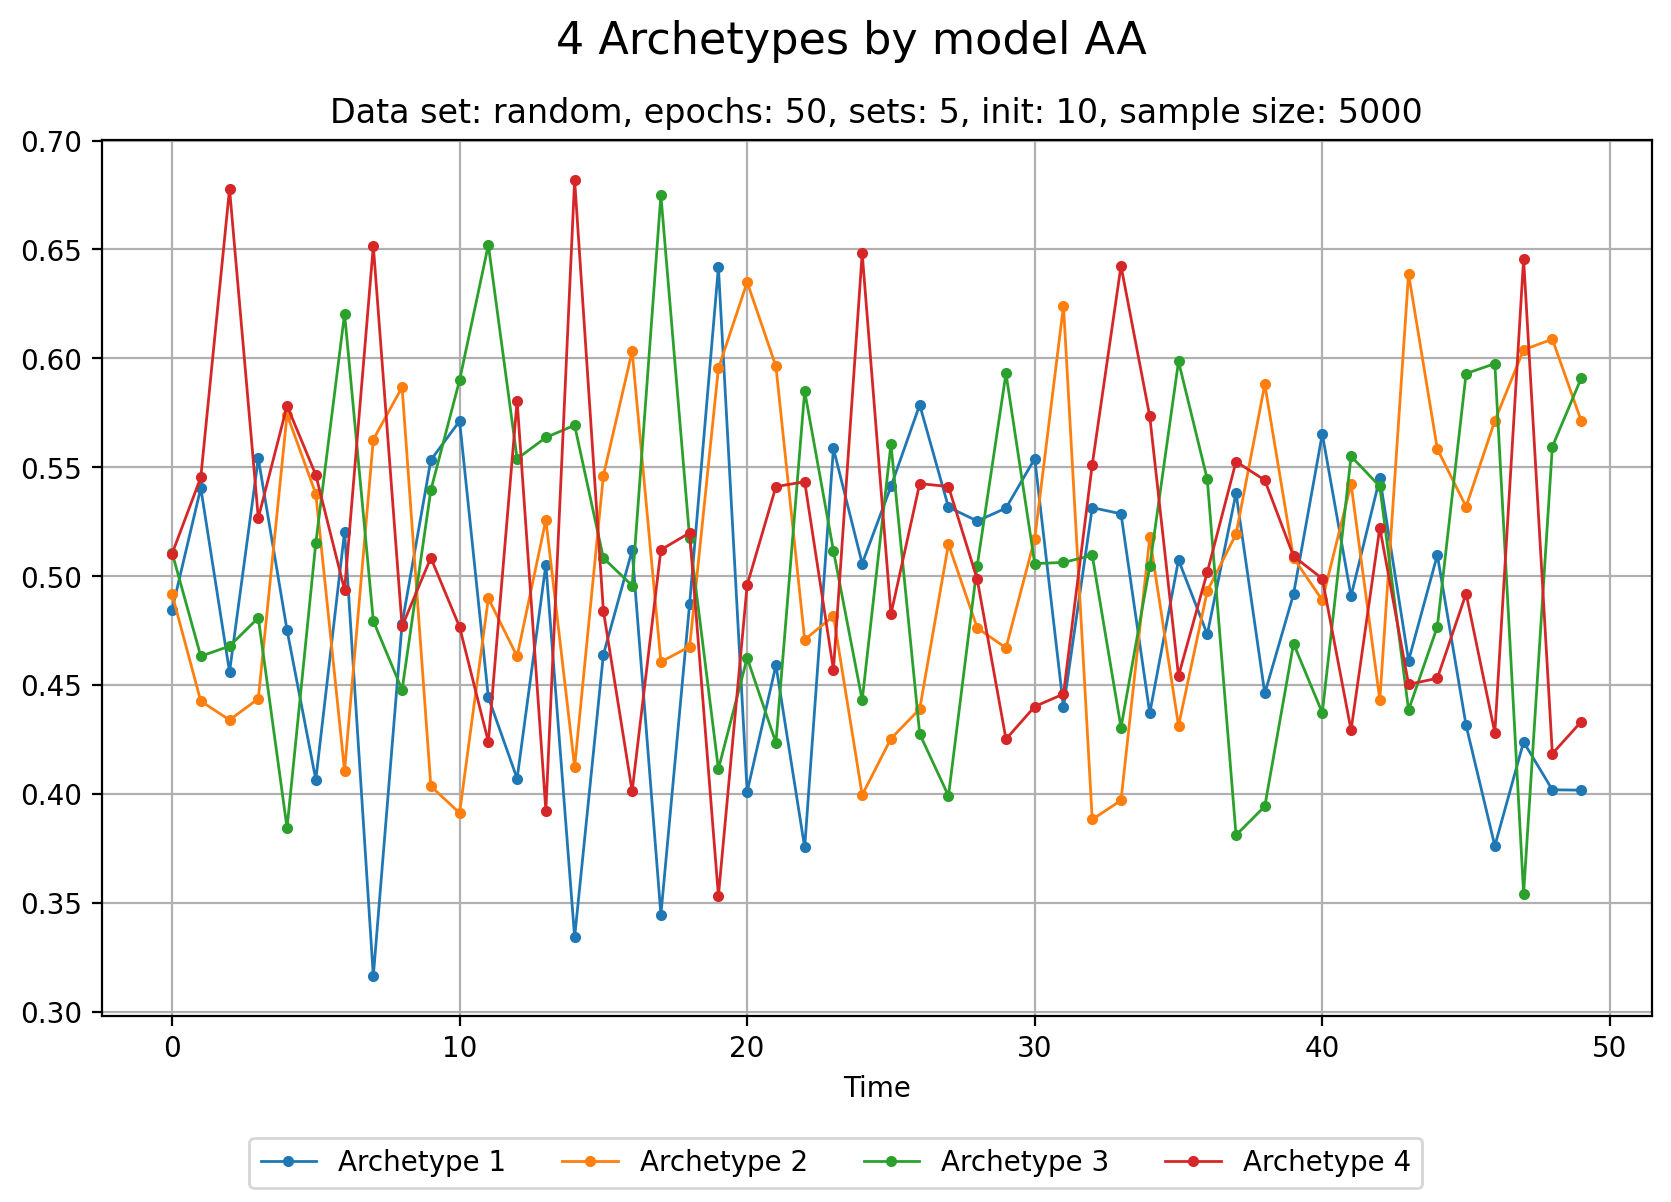 4 Archetypes by model AA
Data set: random, epochs: 50, sets: 5, init: 10, sample size: 5000
0.70
0.65
0.60
0.55
0.50
0.45
0.40
0.35
0.30
0 10 20 30 40 50
Time
Archetype 1 Archetype 2 Archetype 3 Archetype 4